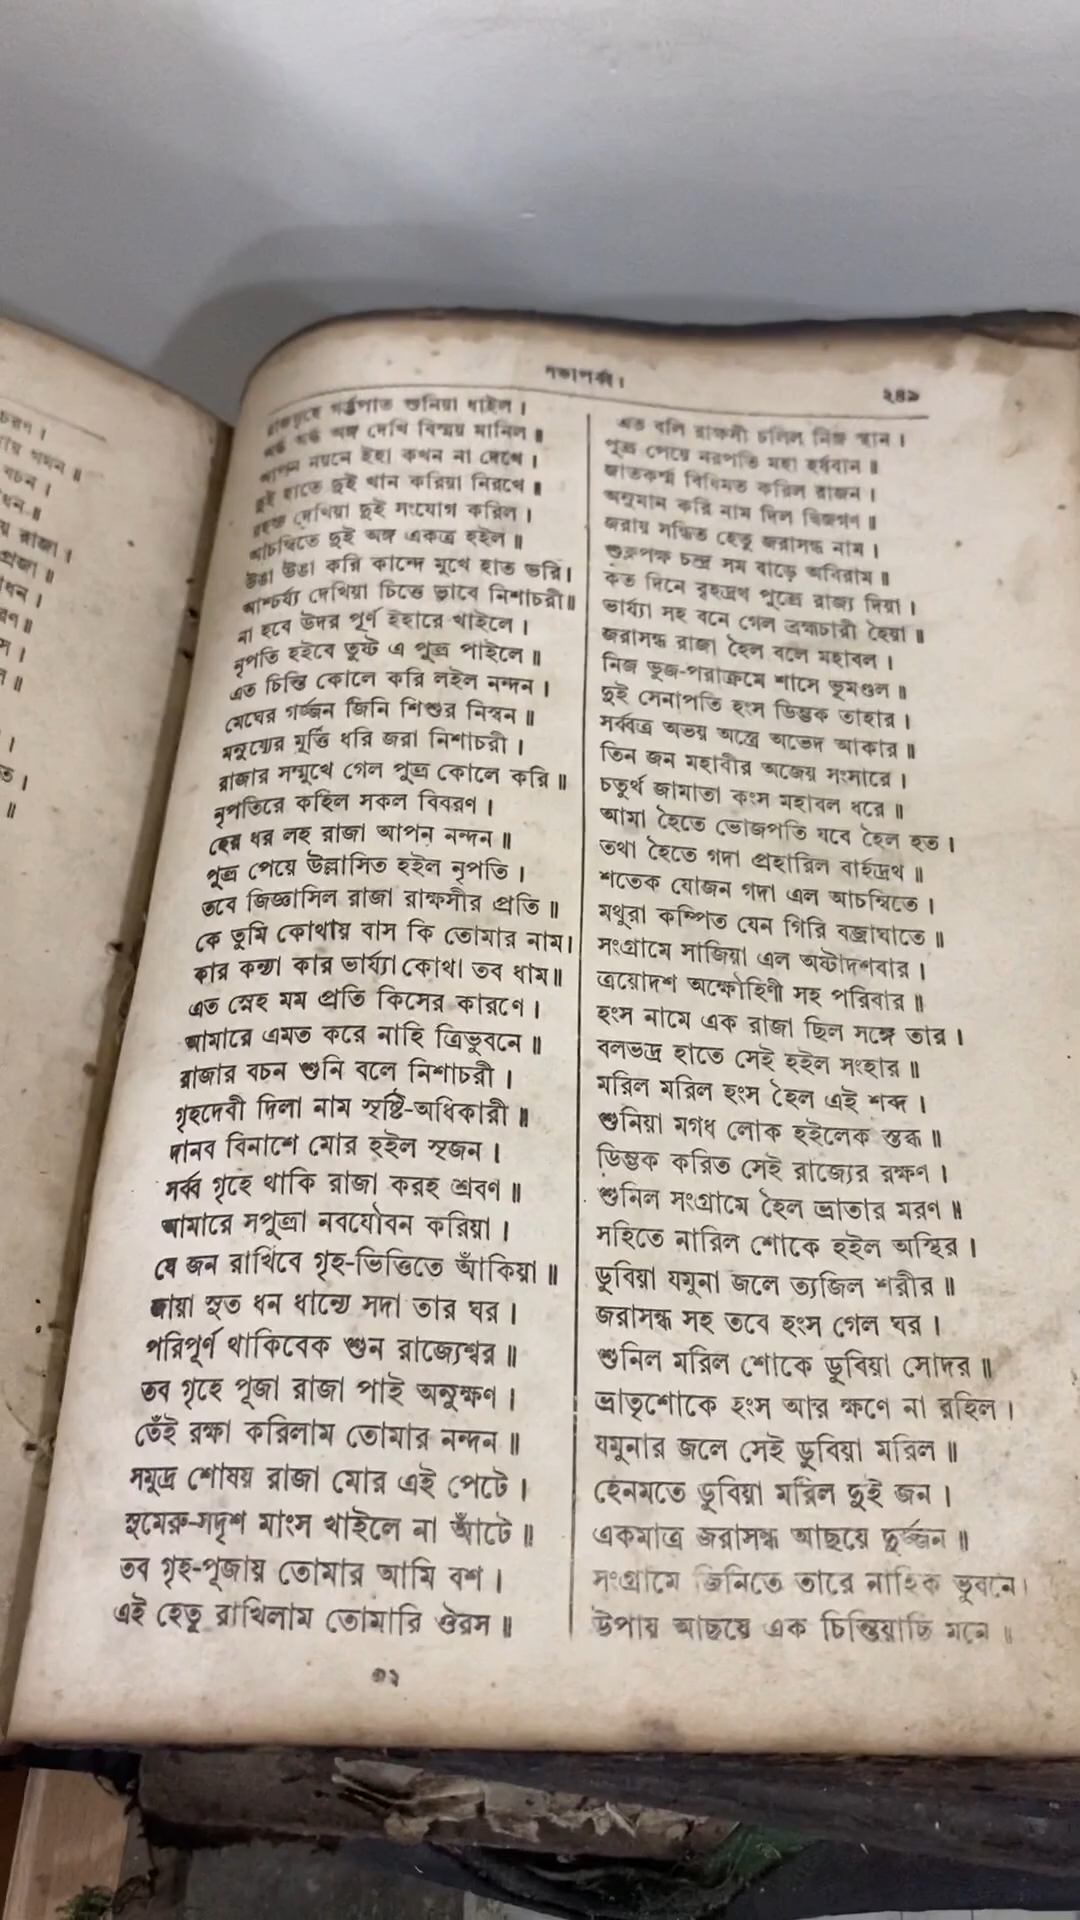 সভাপর্ব্ব।
২৪৯
গর্ভপাত শুনিয়া ধাইল।
অঙ্গ দেখি বিস্ময় মানিল॥
আপন নয়নে ইহা কখন না দেখে।
দুই হাতে দুই খান করিয়া নিরখে॥
দেখিয়া দুই সংযোগ করিল।
আচম্বিতে দুই অঙ্গ একত্র হইল॥
উঙা উঙা করি কান্দে মুখে হাত ভরি।
আশ্চর্য্য দেখিয়া চিত্তে ভাবে নিশাচরী॥
না হবে উদর পূর্ণ ইহারে খাইলে।
নৃপতি হইবে তুষ্ট এ পুত্র পাইলে॥
এত চিন্তি কোলে করি লইল নন্দন।
মেঘের গর্জ্জন জিনি শিশুর নিস্বন॥
মনুষ্যের মূর্ত্তি ধরি জরা নিশাচরী।
রাজার সম্মুখে গেল পুত্র কোলে করি॥
নৃপতিরে কহিল সকল বিবরণ।
হের ধর লহ রাজা আপন নন্দন॥
পুত্র পেয়ে উল্লাসিত হইল নৃপতি।
তবে জিজ্ঞাসিল রাজা রাক্ষসীর প্রতি॥
কে তুমি কোথায় বাস কি তোমার নাম।
কার কন্যা কার ভার্য্যা কোথা তব ধাম॥
এত স্নেহ মম প্রতি কিসের কারণে।
আমারে এমত করে নাহি ত্রিভুবনে॥
রাজার বচন শুনি বলে নিশাচরী।
গৃহদেবী দিলা নাম সৃষ্টি-অধিকারী॥
দানব বিনাশে মোর হইল সৃজন।
সর্ব্ব গৃহে থাকি রাজা করহ শ্রবণ॥
আমারে সপুত্রা নবযৌবন করিয়া।
যে জন রাখিবে গৃহ-ভিত্তিতে আঁকিয়া॥
জায়া সুত ধন ধান্যে সদা তার ঘর।
পরিপূর্ণ থাকিবেক শুন রাজ্যেশ্বর॥
তব গৃহে পূজা রাজা পাই অনুক্ষণ।
তেঁই রক্ষা করিলাম তোমার নন্দন॥
সমুদ্র শোষয় রাজা মোর এই পেটে।
সুমেরু-সদৃশ মাংস খাইলে না আঁটে॥
তব গৃহ-পূজায় তোমার আমি বশ।
এই হেতু রাখিলাম তোমারি ঔরস॥
এত বলি রাক্ষসী চলিল নিজ স্থান।
পুত্র পেয়ে নরপতি মহা হর্ষবান॥
জাতকর্ম্ম বিধিমত করিল রাজন।
অনুমান করি নাম দিল দ্বিজগণ॥
জরায় সন্ধিত হেতু জরাসন্ধ নাম।
শুক্লপক্ষ চন্দ্র সম বাড়ে অবিরাম॥
কত দিনে বৃহদ্রথ পুত্রে রাজ্য দিয়া।
ভার্য্যা সহ বনে গেল ব্রহ্মচারী হৈয়া॥
জরাসন্ধ রাজা হৈল বলে মহাবল।
নিজ ভুজ-পরাক্রমে শাসে ভূমণ্ডল॥
দুই সেনাপতি হংস ডিম্ভক তাহার।
সর্ব্বত্র অভয় অস্ত্রে অভেদ আকার॥
তিন জন মহাবীর অজেয় সংসারে।
চতুর্থ জামাতা কংস মহাবল ধরে॥
আমা হৈতে ভোজপতি যবে হৈল হত।
তথা হৈতে গদা প্রহারিল বার্হদ্রথ॥
শতেক যোজন গদা এল আচম্বিতে।
মথুরা কম্পিত যেন গিরি বজ্রাঘাতে॥
সংগ্রামে সাজিয়া এল অষ্টাদশবার।
ত্রয়োদশ অক্ষৌহিণী সহ পরিবার॥
হংস নামে এক রাজা ছিল সঙ্গে তার।
বলভদ্র হাতে সেই হইল সংহার॥
মরিল মরিল হংস হৈল এই শব্দ।
শুনিয়া মগধ লোক হইলেক স্তব্ধ॥
ডিম্ভক করিত সেই রাজ্যের রক্ষণ।
শুনিল সংগ্রামে হৈল ভ্রাতার মরণ॥
সহিতে নারিল শোকে হইল অস্থির।
ডুবিয়া যমুনা জলে ত্যজিল শরীর॥
জরাসন্ধ সহ তবে হংস গেল ঘর।
শুনিল মরিল শোকে ডুবিয়া সোদর॥
ভ্রাতৃশোকে হংস আর ক্ষণে না রহিল।
যমুনার জলে সেই ডুবিয়া মরিল॥
হেনমতে ডুবিয়া মরিল দুই জন।
একমাত্র জরাসন্ধ আছয়ে দুর্জ্জন॥
সংগ্রামে জিনিতে তারে নাহিক ভুবনে।
উপায় আছয়ে এক চিন্তিয়াছি মনে॥
৩২